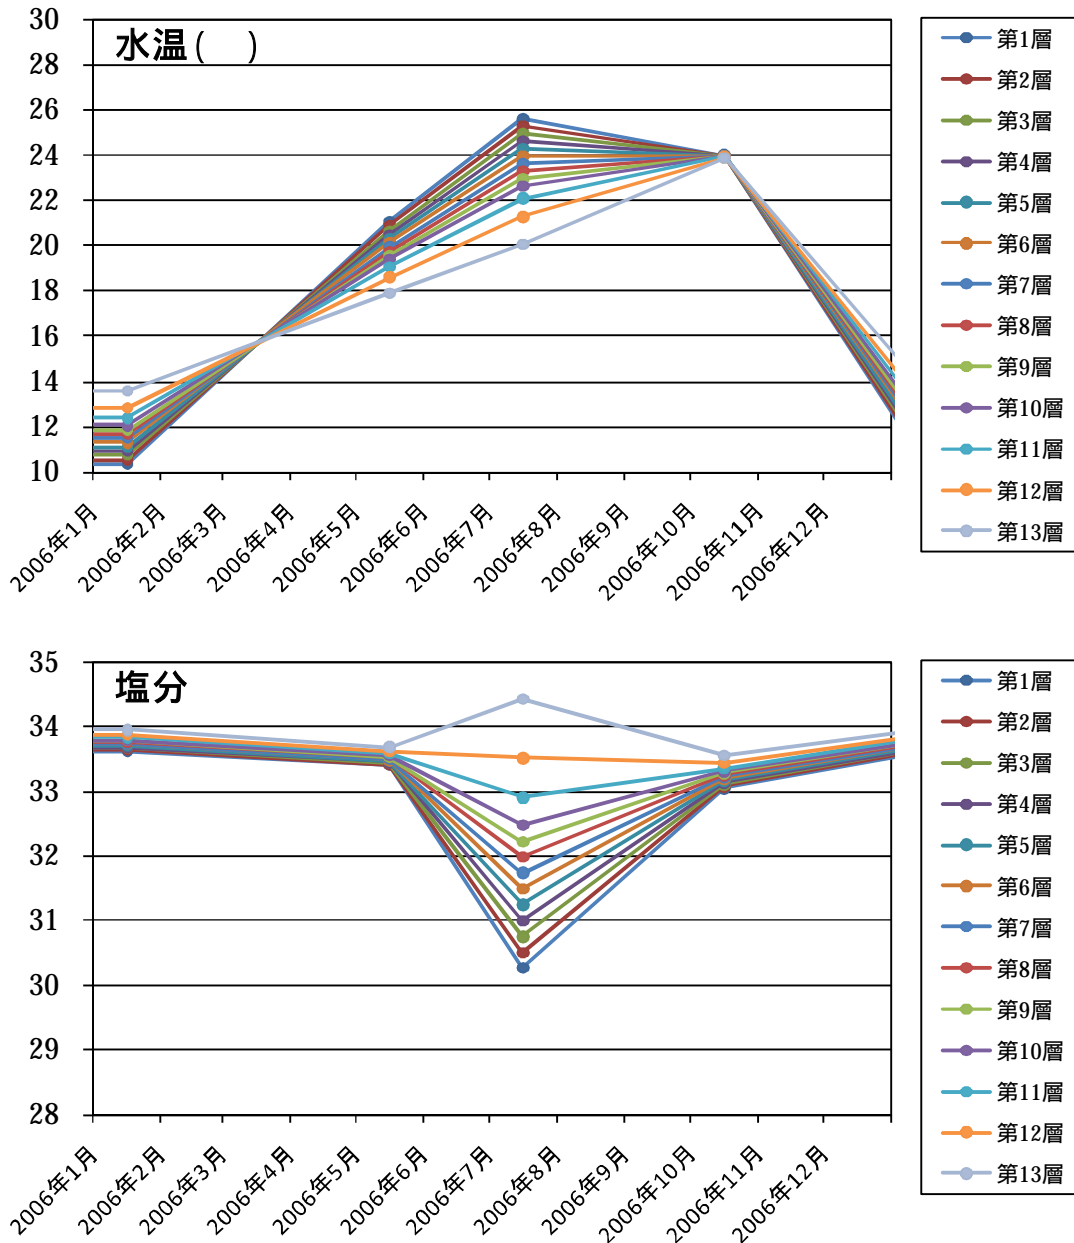 水温(　)
30
28
26
24
22
20
18
16
14
12
10
2006年1月
2006年2月
2006年3月
2006年4月
2006年5月
2006年6月
2006年7月
2006年8月
2006年9月
2006年10月
2006年11月
2006年12月
第1層
第2層
第3層
第4層
第5層
第6層
第7層
第8層
第9層
第10層
第11層
第12層
第13層
塩分
35
34
33
32
31
30
29
28
2006年1月
2006年2月
2006年3月
2006年4月
2006年5月
2006年6月
2006年7月
2006年8月
2006年9月
2006年10月
2006年11月
2006年12月
第1層
第2層
第3層
第4層
第5層
第6層
第7層
第8層
第9層
第10層
第11層
第12層
第13層